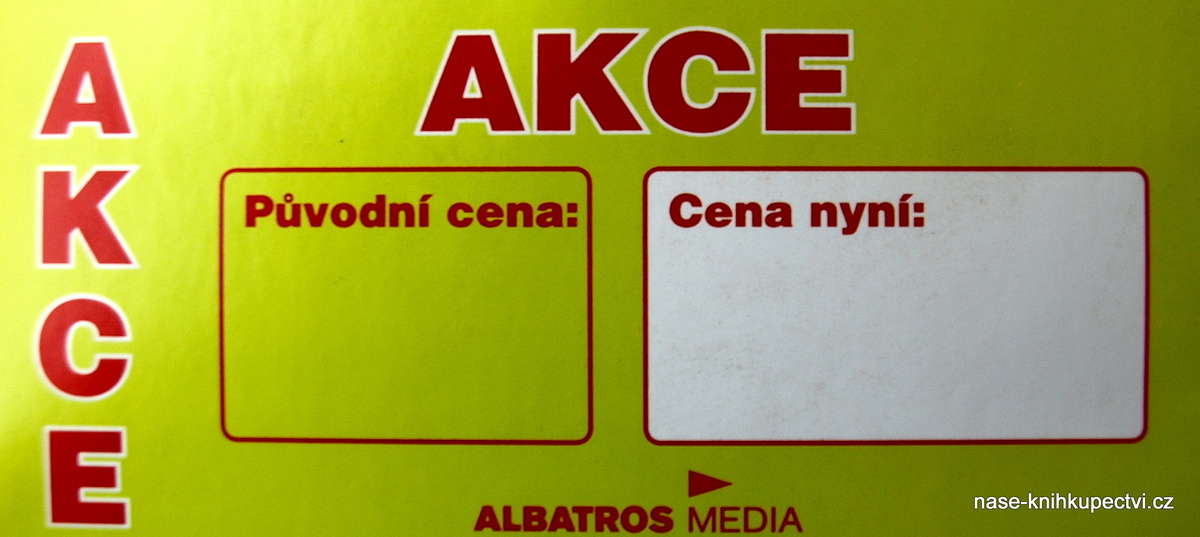 AKCE
AKCE
Původní cena:
Cena nyní:
ALBATROS MEDIA
nase-knihkupectvi.cz